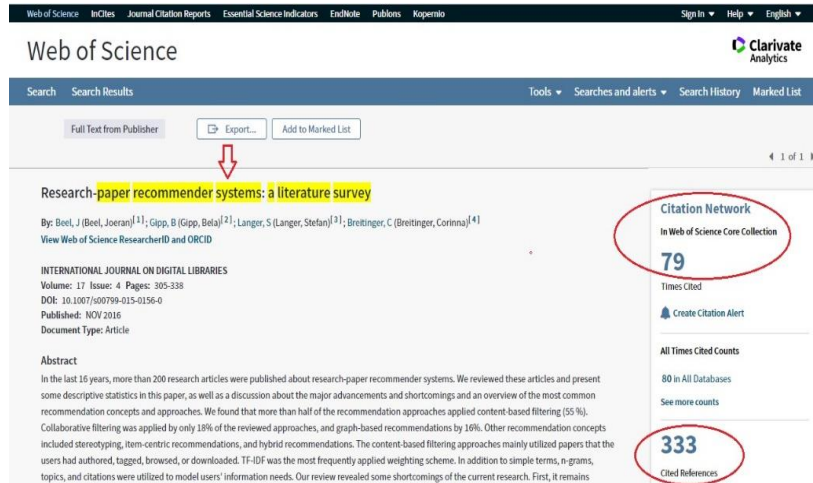 Web of Science InCites Journal Citation Reports Essential Science Indicators EndNote Publons Kopernio Sign In Help English
Web of Science
Clarivate
Analytics
Search Search Results Tools Searches and alerts Search History Marked List
Full Text from Publisher Export... Add to Marked List
1 of 1
Research-paper recommender systems: a literature survey
By: Beel, J (Beel, Joeran)[1]; Gipp, B (Gipp, Bela)[2]; Langer, S (Langer, Stefan)[3]; Breitinger, C (Breitinger, Corinna)[4]
View Web of Science ResearcherID and ORCID
INTERNATIONAL JOURNAL ON DIGITAL LIBRARIES
Volume: 17 Issue: 4 Pages: 305-338
DOI: 10.1007/s00799-015-0156-0
Published: NOV 2016
Document Type: Article
Abstract
In the last 16 years, more than 200 research articles were published about research-paper recommender systems. We reviewed these articles and present
some descriptive statistics in this paper, as well as a discussion about the major advancements and shortcomings and an overview of the most common
recommendation concepts and approaches. We found that more than half of the recommendation approaches applied content-based filtering (55 %).
Collaborative filtering was applied by only 18% of the reviewed approaches, and graph-based recommendations by 16%. Other recommendation concepts
included stereotyping, item-centric recommendations, and hybrid recommendations. The content-based filtering approaches mainly utilized papers that the
users had authored, tagged, browsed, or downloaded. TF-IDF was the most frequently applied weighting scheme. In addition to simple terms, n-grams,
topics, and citations were utilized to model users' information needs. Our review revealed some shortcomings of the current research. First, it remains
Citation Network
In Web of Science Core Collection
79
Times Cited
Create Citation Alert
All Times Cited Counts
80 in All Databases
See more counts
333
Cited References